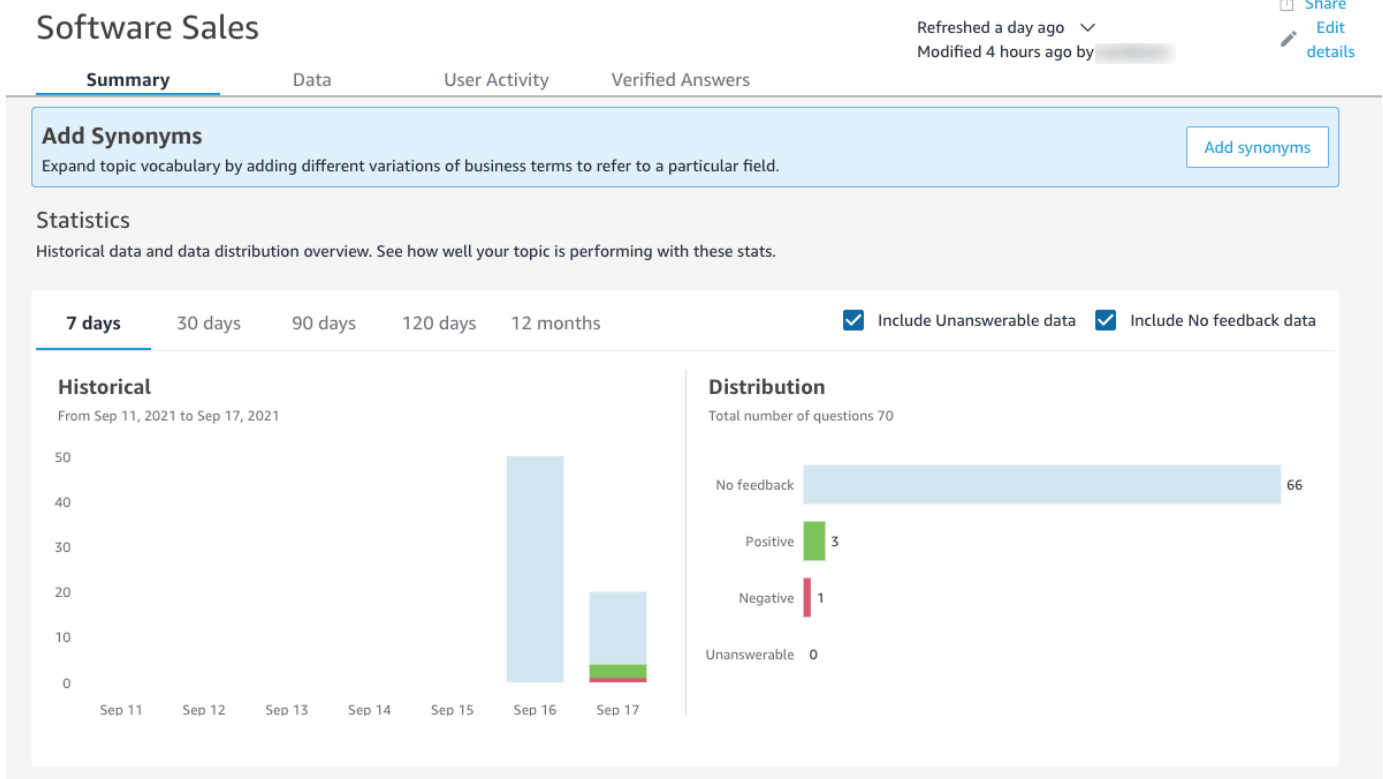 Software Sales
Refreshed a day ago
Modified 4 hours ago by
Share
Edit
details
Summary Data User Activity Verified Answers
Add Synonyms
Expand topic vocabulary by adding different variations of business terms to refer to a particular field.
Add synonyms
Statistics
Historical data and data distribution overview. See how well your topic is performing with these stats.
7 days 30 days 90 days 120 days 12 months
Include Unanswerable data Include No feedback data
Historical
From Sep 11, 2021 to Sep 17, 2021
50
40
30
20
10
0
Sep 11 Sep 12 Sep 13 Sep 14 Sep 15 Sep 16 Sep 17
Distribution
Total number of questions 70
No feedback 66
Positive 3
Negative 1
Unanswerable 0